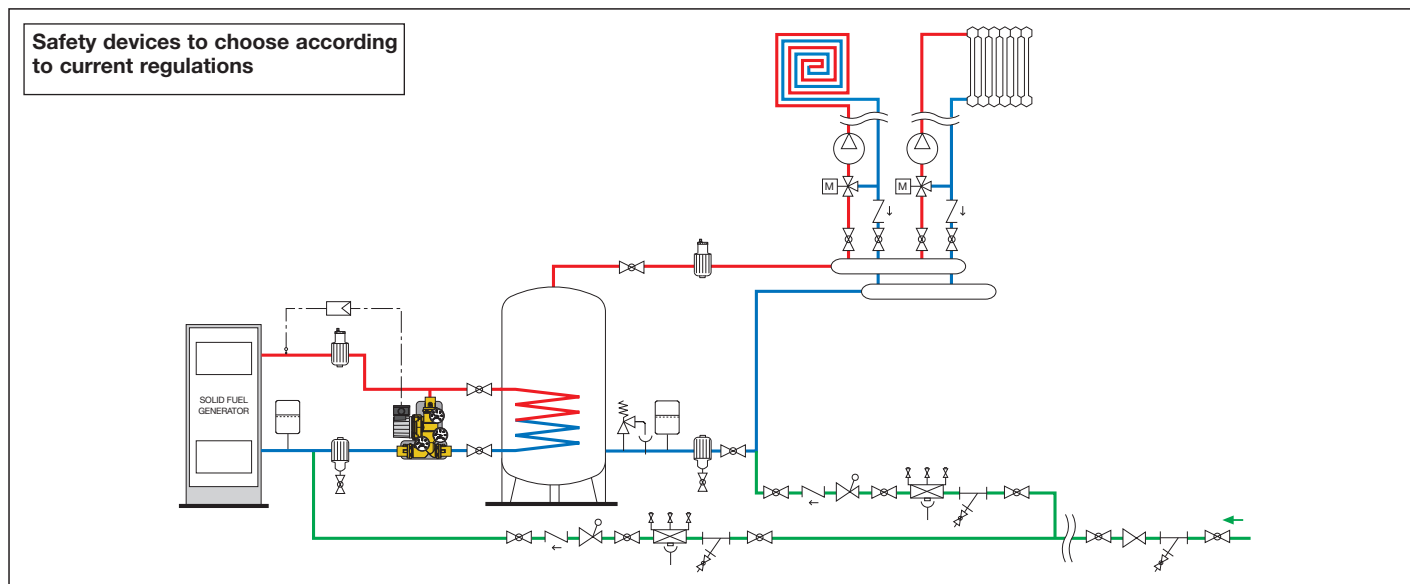 Safety devices to choose according
to current regulations
M
M
SOLID FUEL
GENERATOR